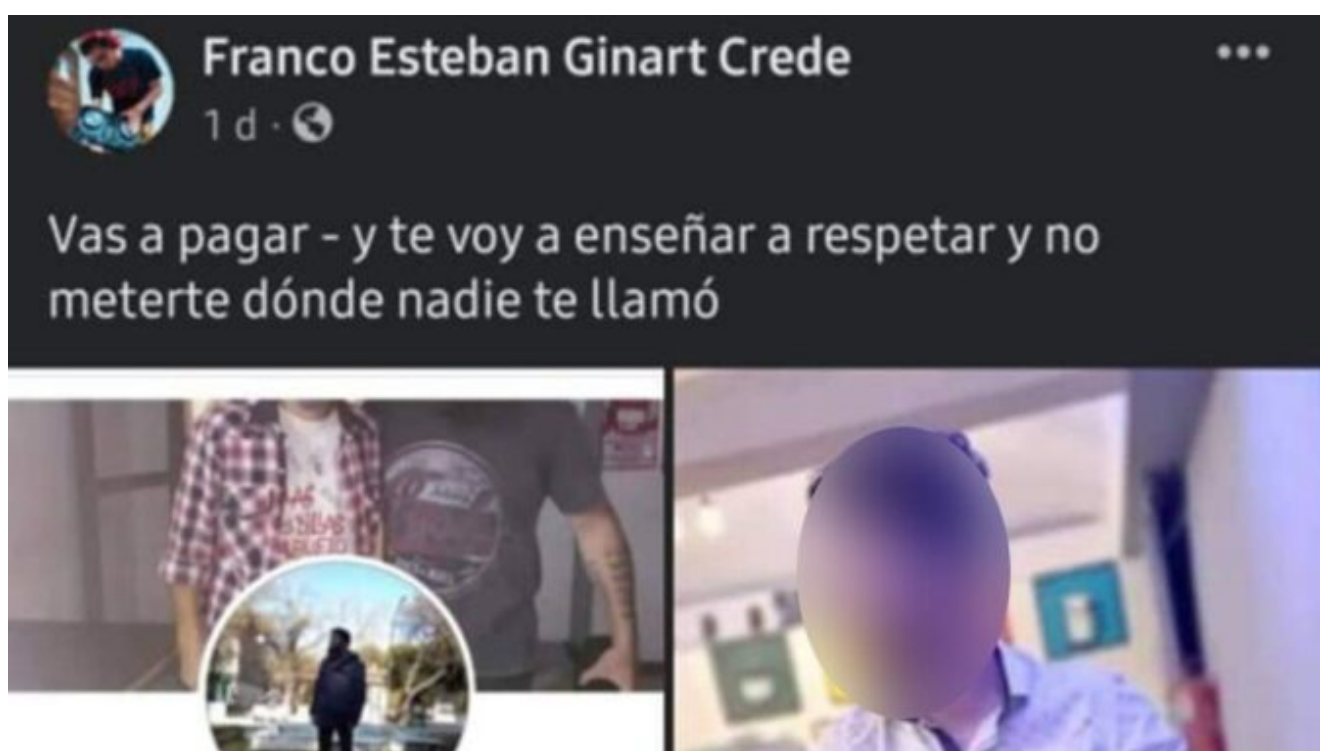 Franco Esteban Ginart Crede
1 d ·
Vas a pagar - y te voy a enseñar a respetar y no
meterte dónde nadie te llamó